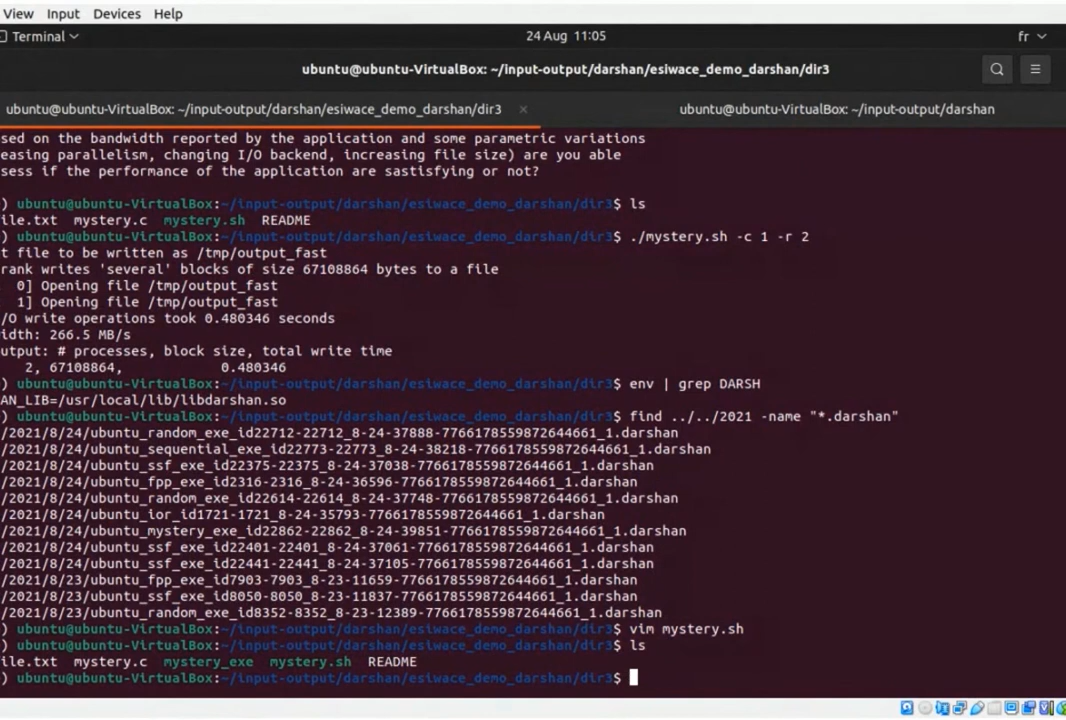 View Input Devices Help
Terminal
24 Aug 11:05
fr
ubuntu@ubuntu-VirtualBox: ~/input-output/darshan/esiwace_demo_darshan/dir3
ubuntu@ubuntu-VirtualBox: ~/input-output/darshan/esiwace_demo_darshan/dir3 ×
ubuntu@ubuntu-VirtualBox: ~/input-output/darshan
sed on the bandwidth reported by the application and some parametric variations
easing parallelism, changing I/O backend, increasing file size) are you able
sess if the performance of the application are sastisfying or not?
) ubuntu@ubuntu-VirtualBox:~/input-output/darshan/esiwace_demo_darshan/dir3$ ls
ile.txt mystery.c mystery.sh README
) ubuntu@ubuntu-VirtualBox:~/input-output/darshan/esiwace_demo_darshan/dir3$ ./mystery.sh -c 1 -r 2
t file to be written as /tmp/output_fast
rank writes 'several' blocks of size 67108864 bytes to a file
0] Opening file /tmp/output_fast
1] Opening file /tmp/output_fast
/O write operations took 0.480346 seconds
idth: 266.5 MB/s
utput: # processes, block size, total write time
2, 67108864, 0.480346
) ubuntu@ubuntu-VirtualBox:~/input-output/darshan/esiwace_demo_darshan/dir3$ env | grep DARSH
AN_LIB=/usr/local/lib/libdarshan.so
) ubuntu@ubuntu-VirtualBox:~/input-output/darshan/esiwace_demo_darshan/dir3$ find ../../2021 -name "*.darshan"
/2021/8/24/ubuntu_random_exe_id22712-22712_8-24-37888-7766178559872644661_1.darshan
/2021/8/24/ubuntu_sequential_exe_id22773-22773_8-24-38218-7766178559872644661_1.darshan
/2021/8/24/ubuntu_ssf_exe_id22375-22375_8-24-37038-7766178559872644661_1.darshan
/2021/8/24/ubuntu_fpp_exe_id2316-2316_8-24-36596-7766178559872644661_1.darshan
/2021/8/24/ubuntu_random_exe_id22614-22614_8-24-37748-7766178559872644661_1.darshan
/2021/8/24/ubuntu_ior_id1721-1721_8-24-35793-7766178559872644661_1.darshan
/2021/8/24/ubuntu_mystery_exe_id22862-22862_8-24-39851-7766178559872644661_1.darshan
/2021/8/24/ubuntu_ssf_exe_id22401-22401_8-24-37061-7766178559872644661_1.darshan
/2021/8/24/ubuntu_ssf_exe_id22441-22441_8-24-37105-7766178559872644661_1.darshan
/2021/8/23/ubuntu_fpp_exe_id7903-7903_8-23-11659-7766178559872644661_1.darshan
/2021/8/23/ubuntu_ssf_exe_id8050-8050_8-23-11837-7766178559872644661_1.darshan
/2021/8/23/ubuntu_random_exe_id8352-8352_8-23-12389-7766178559872644661_1.darshan
) ubuntu@ubuntu-VirtualBox:~/input-output/darshan/esiwace_demo_darshan/dir3$ vim mystery.sh
) ubuntu@ubuntu-VirtualBox:~/input-output/darshan/esiwace_demo_darshan/dir3$ ls
ile.txt mystery.c mystery_exe mystery.sh README
) ubuntu@ubuntu-VirtualBox:~/input-output/darshan/esiwace_demo_darshan/dir3$